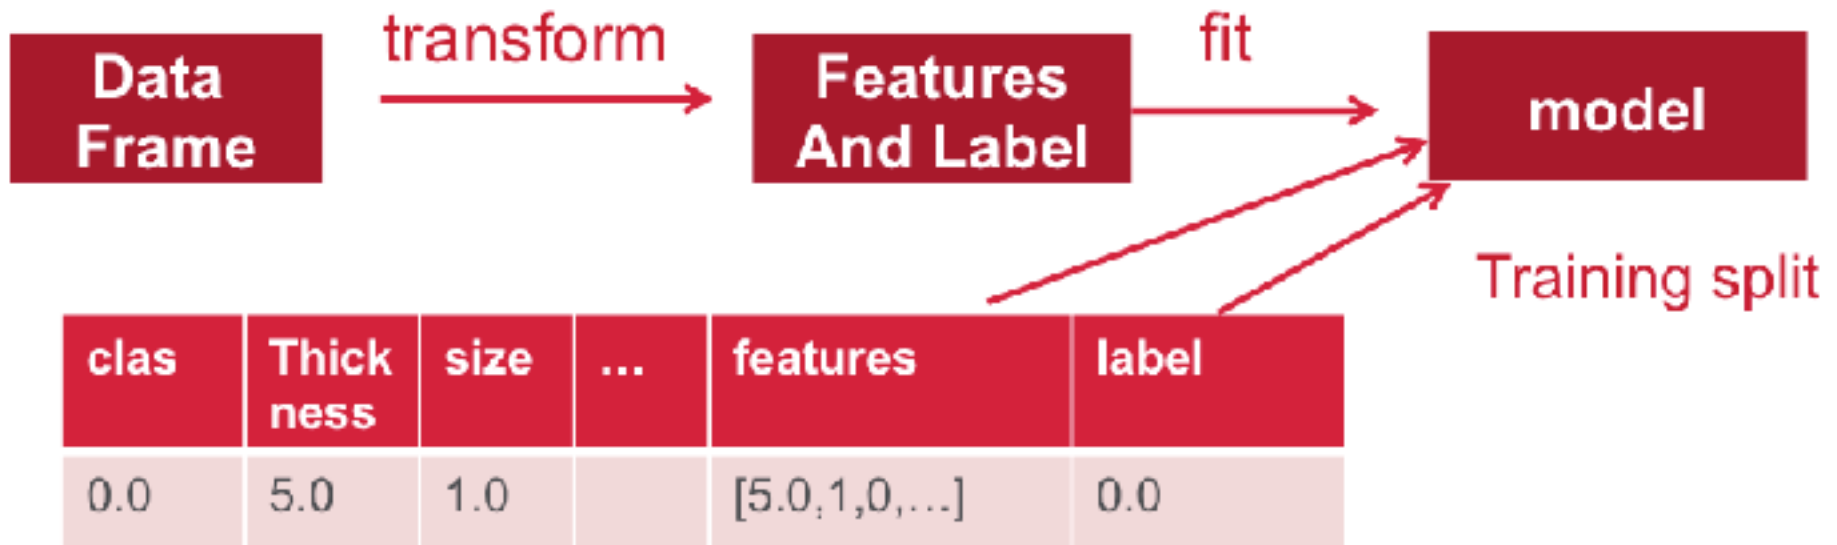 transform
fit
Data
Frame
Features
And Label
model
Training split
clas
Thick
ness
size
...
features
label
0.0
5.0
1.0
[5.0,1,0,...]
0.0